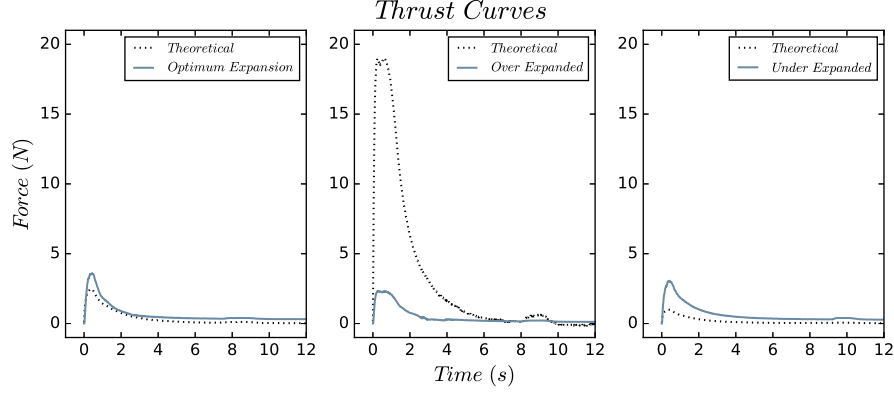 Thrust Curves
Force (N)
20
15
10
5
0
Theoretical
Optimum Expansion
0 2 4 6 8 10 12
20
15
10
5
0
Theoretical
Over Expanded
0 2 4 6 8 10 12
20
15
10
5
0
Theoretical
Under Expanded
0 2 4 6 8 10 12
Time (s)